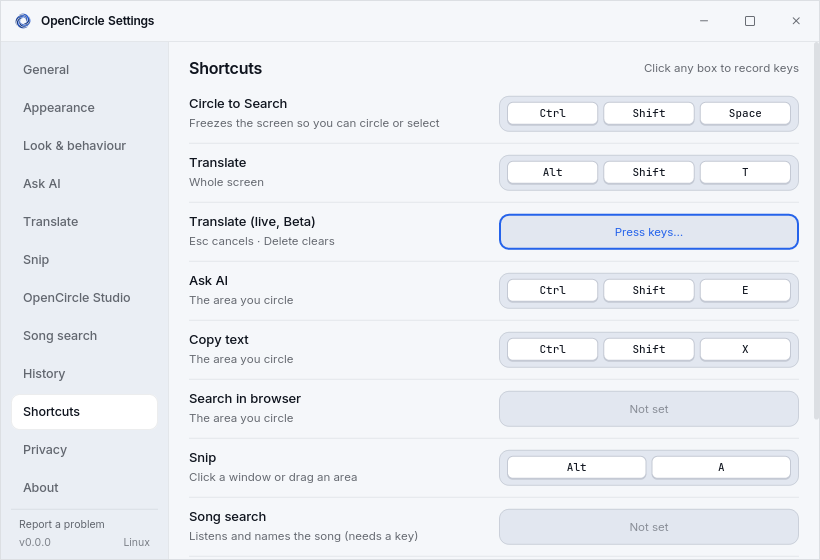 OpenCircle Settings
General
Appearance
Look & behaviour
Ask AI
Translate
Snip
OpenCircle Studio
Song search
History
Shortcuts
Privacy
About
Report a problem
v0.0.0 Linux
Shortcuts
Click any box to record keys
Circle to Search
Freezes the screen so you can circle or select
Ctrl Shift Space
Translate
Whole screen
Alt Shift T
Translate (live, Beta)
Esc cancels · Delete clears
Press keys...
Ask AI
The area you circle
Ctrl Shift E
Copy text
The area you circle
Ctrl Shift X
Search in browser
The area you circle
Not set
Snip
Click a window or drag an area
Alt A
Song search
Listens and names the song (needs a key)
Not set